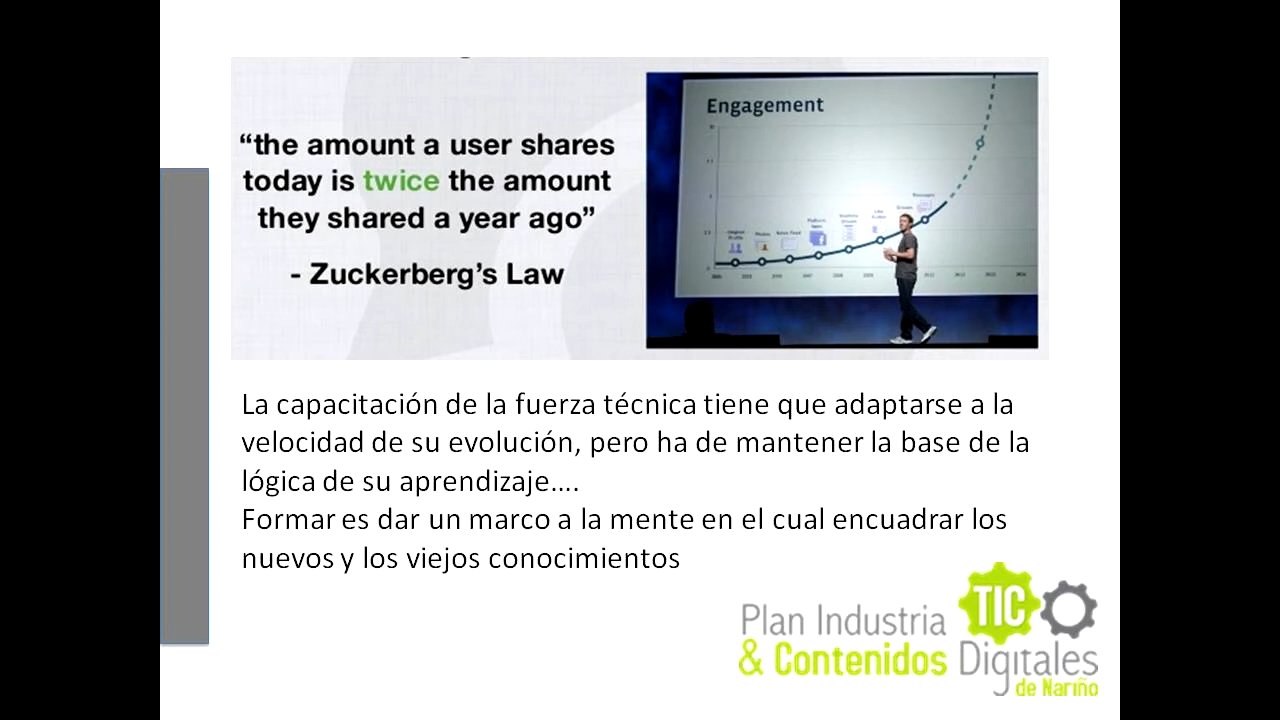 “the amount a user shares
today is twice the amount
they shared a year ago”
- Zuckerberg’s Law
Engagement
La capacitación de la fuerza técnica tiene que adaptarse a la
velocidad de su evolución, pero ha de mantener la base de la
lógica de su aprendizaje....
Formar es dar un marco a la mente en el cual encuadrar los
nuevos y los viejos conocimientos
TIC
Plan Industria
& Contenidos Digitales
de Nariño